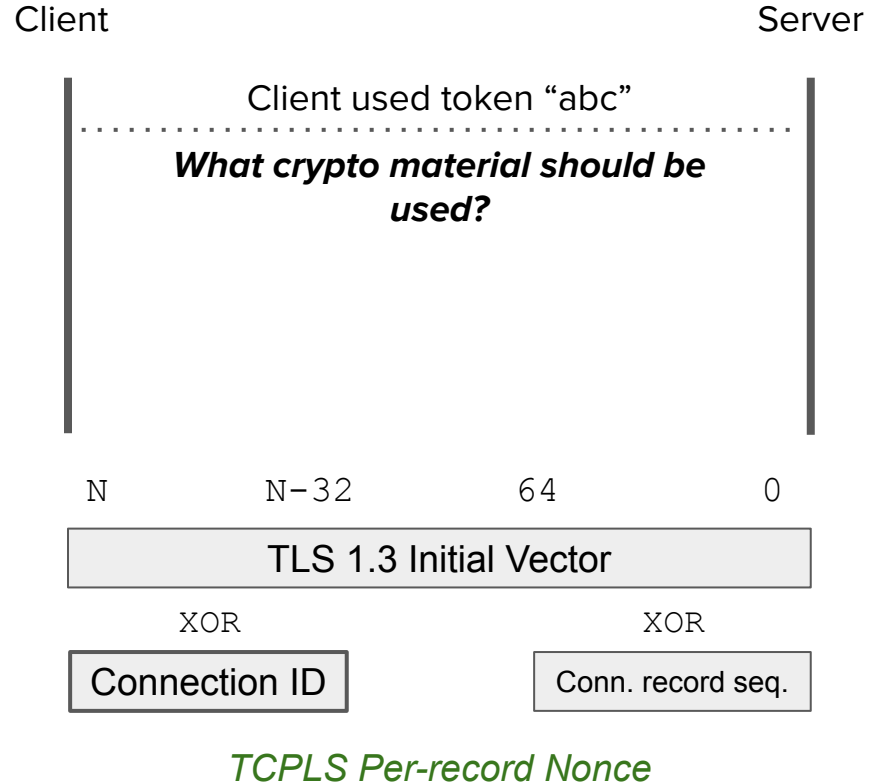 Client Server
Client used token “abc”
What crypto material should be
used?
N N-32 64 0
TLS 1.3 Initial Vector
XOR XOR
Connection ID Conn. record seq.
TCPLS Per-record Nonce